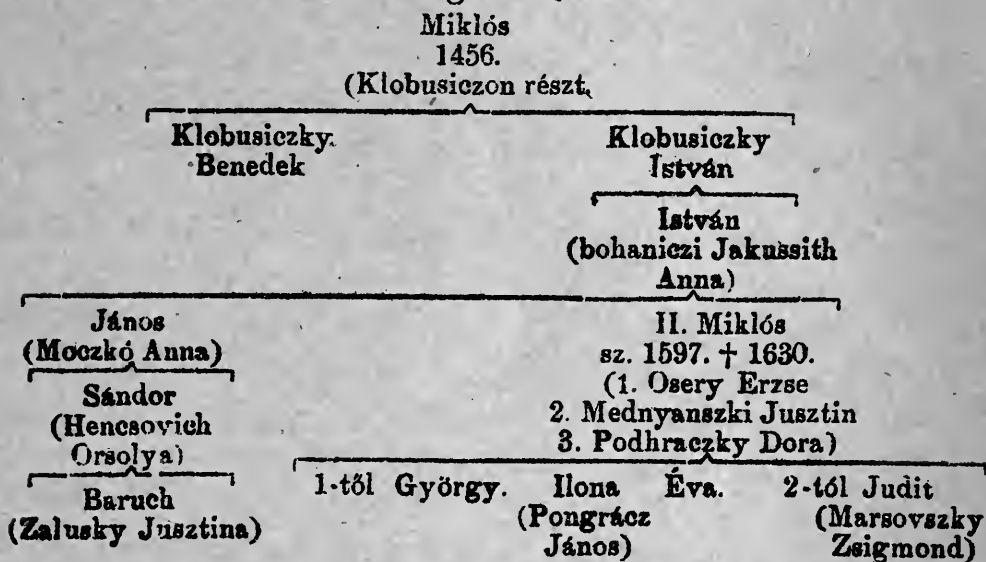 Miklós
1456.
(Klobusiczon részt.
Klobusiczky Klobusiczky
Benedek István
István
(bohaniczi Jakussith
Anna)
János II. Miklós
(Moczkó Anna) sz. 1597. † 1630.
Sándor (1. Osery Erzse
(Hencsovich 2. Mednyanszki Jusztin
Orsolya) 3. Podhraczky Dora)
Baruch 1-től György. Ilona Éva. 2-tól Judit
(Zalusky Jusztina) (Pongrácz (Marsovszky
János) Zsigmond)